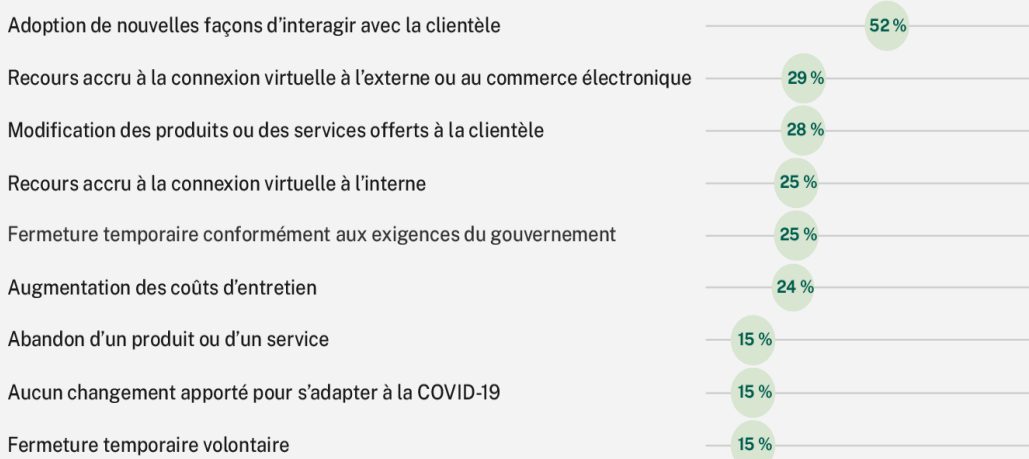 Adoption de nouvelles façons d’interagir avec la clientèle 52 %
Recours accru à la connexion virtuelle à l’externe ou au commerce électronique 29 %
Modification des produits ou des services offerts à la clientèle 28 %
Recours accru à la connexion virtuelle à l’interne 25 %
Fermeture temporaire conformément aux exigences du gouvernement 25 %
Augmentation des coûts d’entretien 24 %
Abandon d’un produit ou d’un service 15 %
Aucun changement apporté pour s’adapter à la COVID-19 15 %
Fermeture temporaire volontaire 15 %